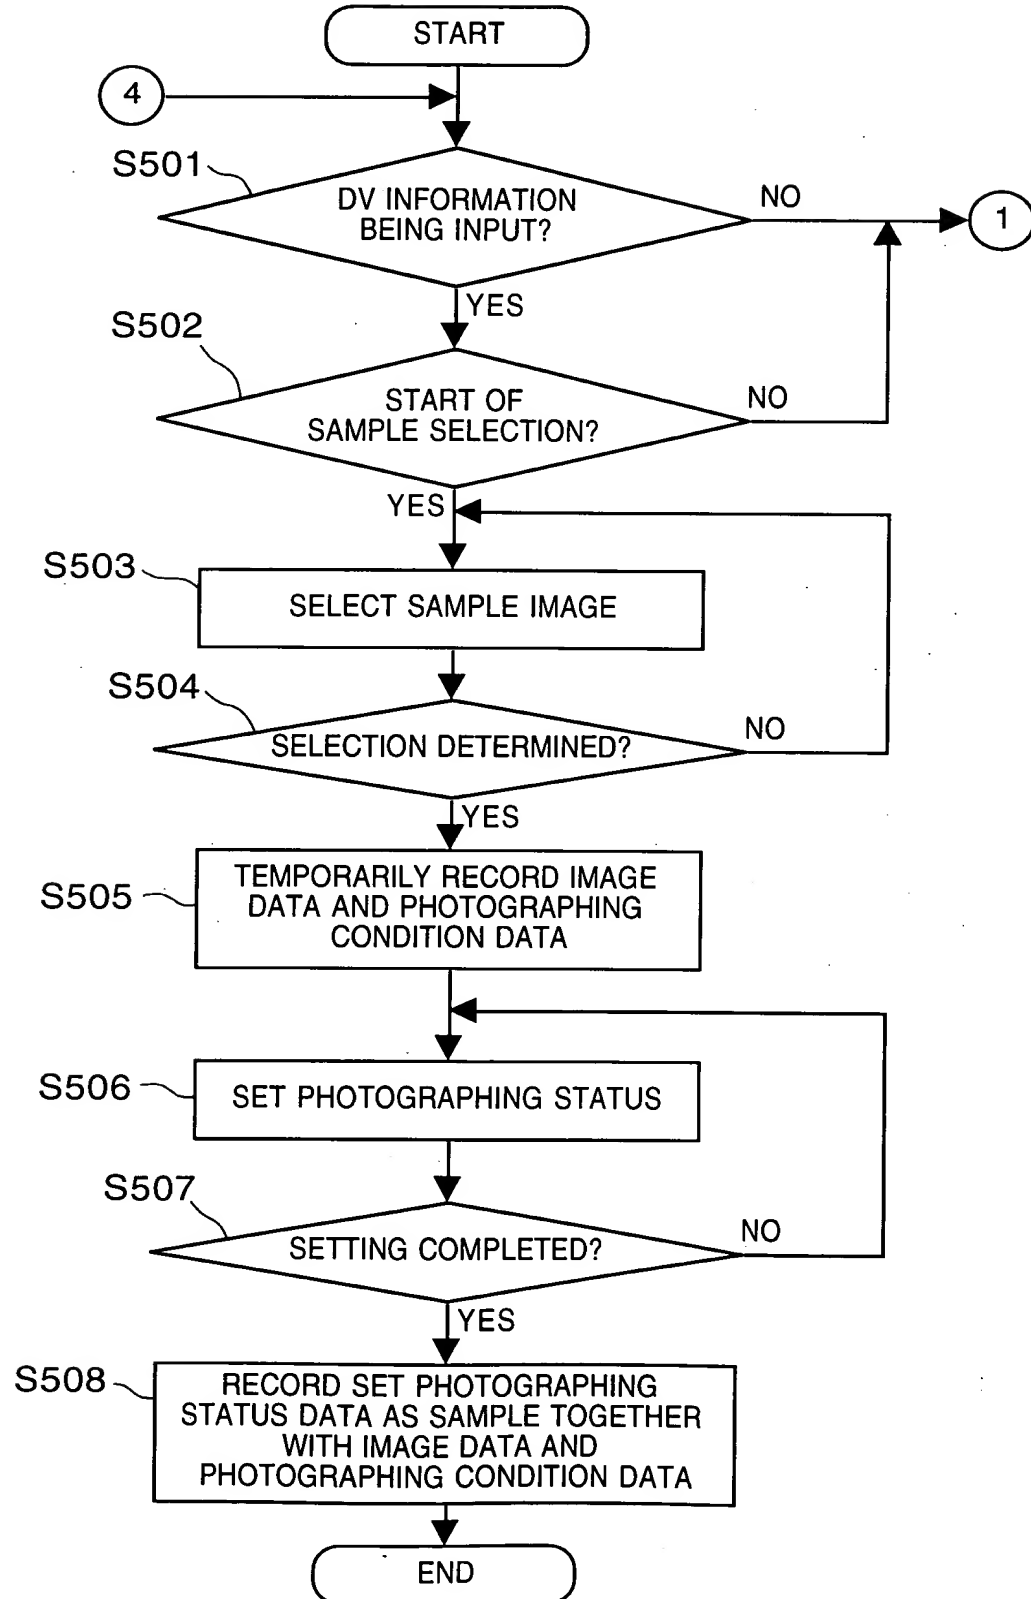 START
4
S501
DV INFORMATION
BEING INPUT?
NO
1
YES
S502
START OF
SAMPLE SELECTION?
NO
YES
S503
SELECT SAMPLE IMAGE
S504
SELECTION DETERMINED?
NO
YES
S505
TEMPORARILY RECORD IMAGE
DATA AND PHOTOGRAPHING
CONDITION DATA
S506
SET PHOTOGRAPHING STATUS
S507
SETTING COMPLETED?
NO
YES
S508
RECORD SET PHOTOGRAPHING
STATUS DATA AS SAMPLE TOGETHER
WITH IMAGE DATA AND
PHOTOGRAPHING CONDITION DATA
END